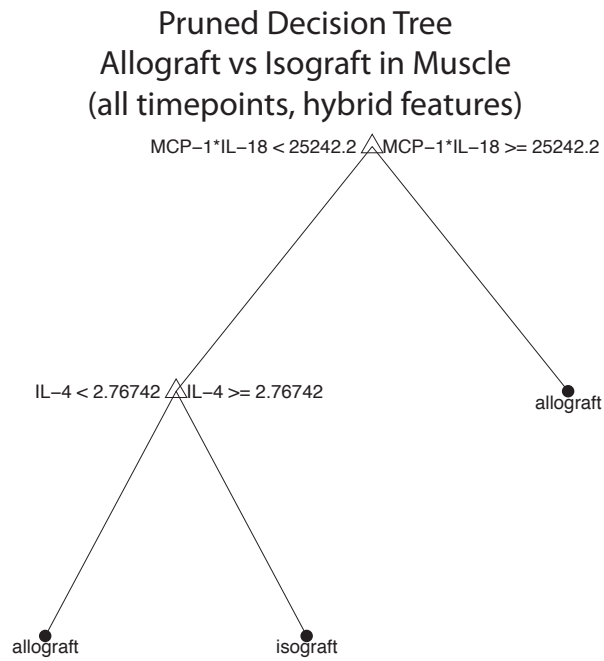 Pruned Decision Tree
Allograft vs Isograft in Muscle
(all timepoints, hybrid features)
MCP−1*IL−18 < 25242.2 MCP−1*IL−18 >= 25242.2
IL−4 < 2.76742 IL−4 >= 2.76742
allograft
allograft isograft